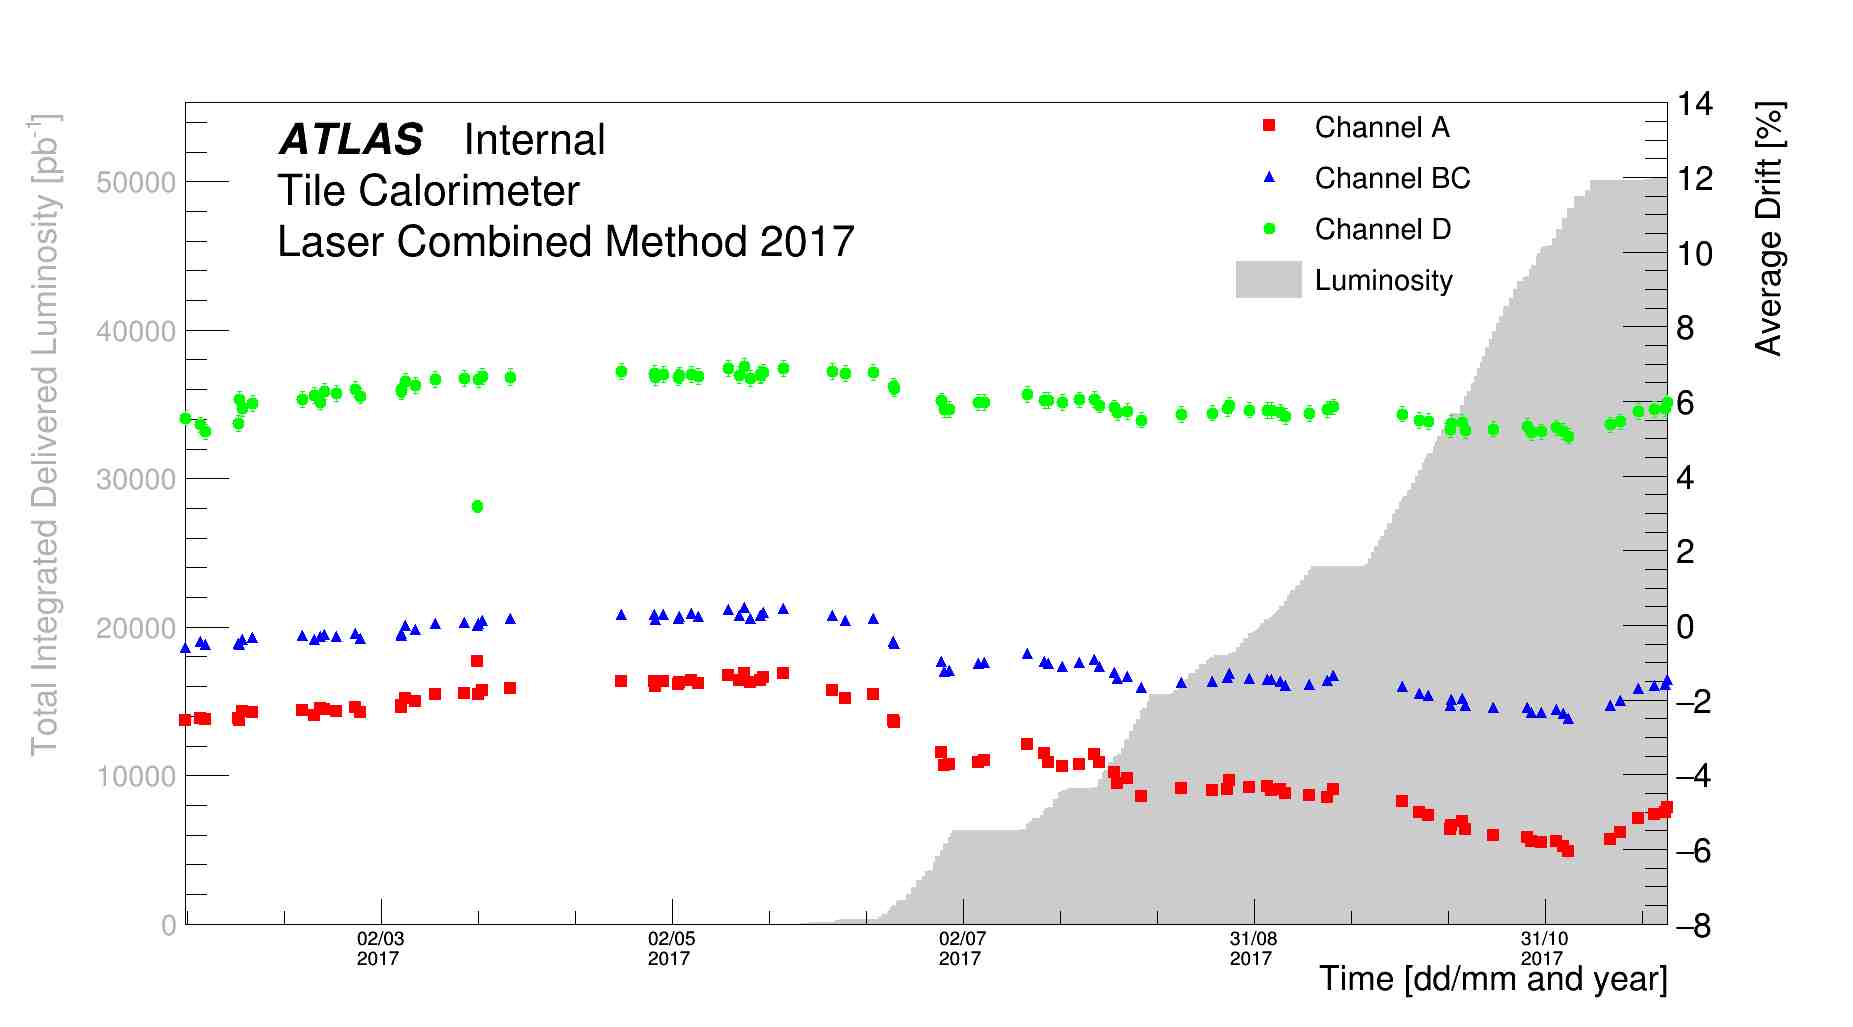 ATLAS Internal
Tile Calorimeter
Laser Combined Method 2017
Channel A
Channel BC
Channel D
Luminosity
Total Integrated Delivered Luminosity [pb⁻¹]
50000
40000
30000
20000
10000
0
14
12
10
8
6
4
2
0
−2
−4
−6
−8
Average Drift [%]
02/03
2017
02/05
2017
02/07
2017
31/08
2017
31/10
2017
Time [dd/mm and year]